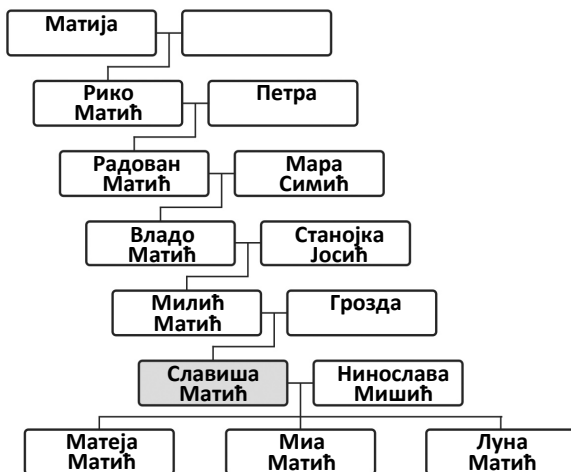 Матија
Рико
Матић
Петра
Радован
Матић
Мара
Симић
Владо
Матић
Станојка
Јосић
Милић
Матић
Грозда
Славиша
Матић
Нинослава
Мишић
Матеја
Матић
Миа
Матић
Луна
Матић